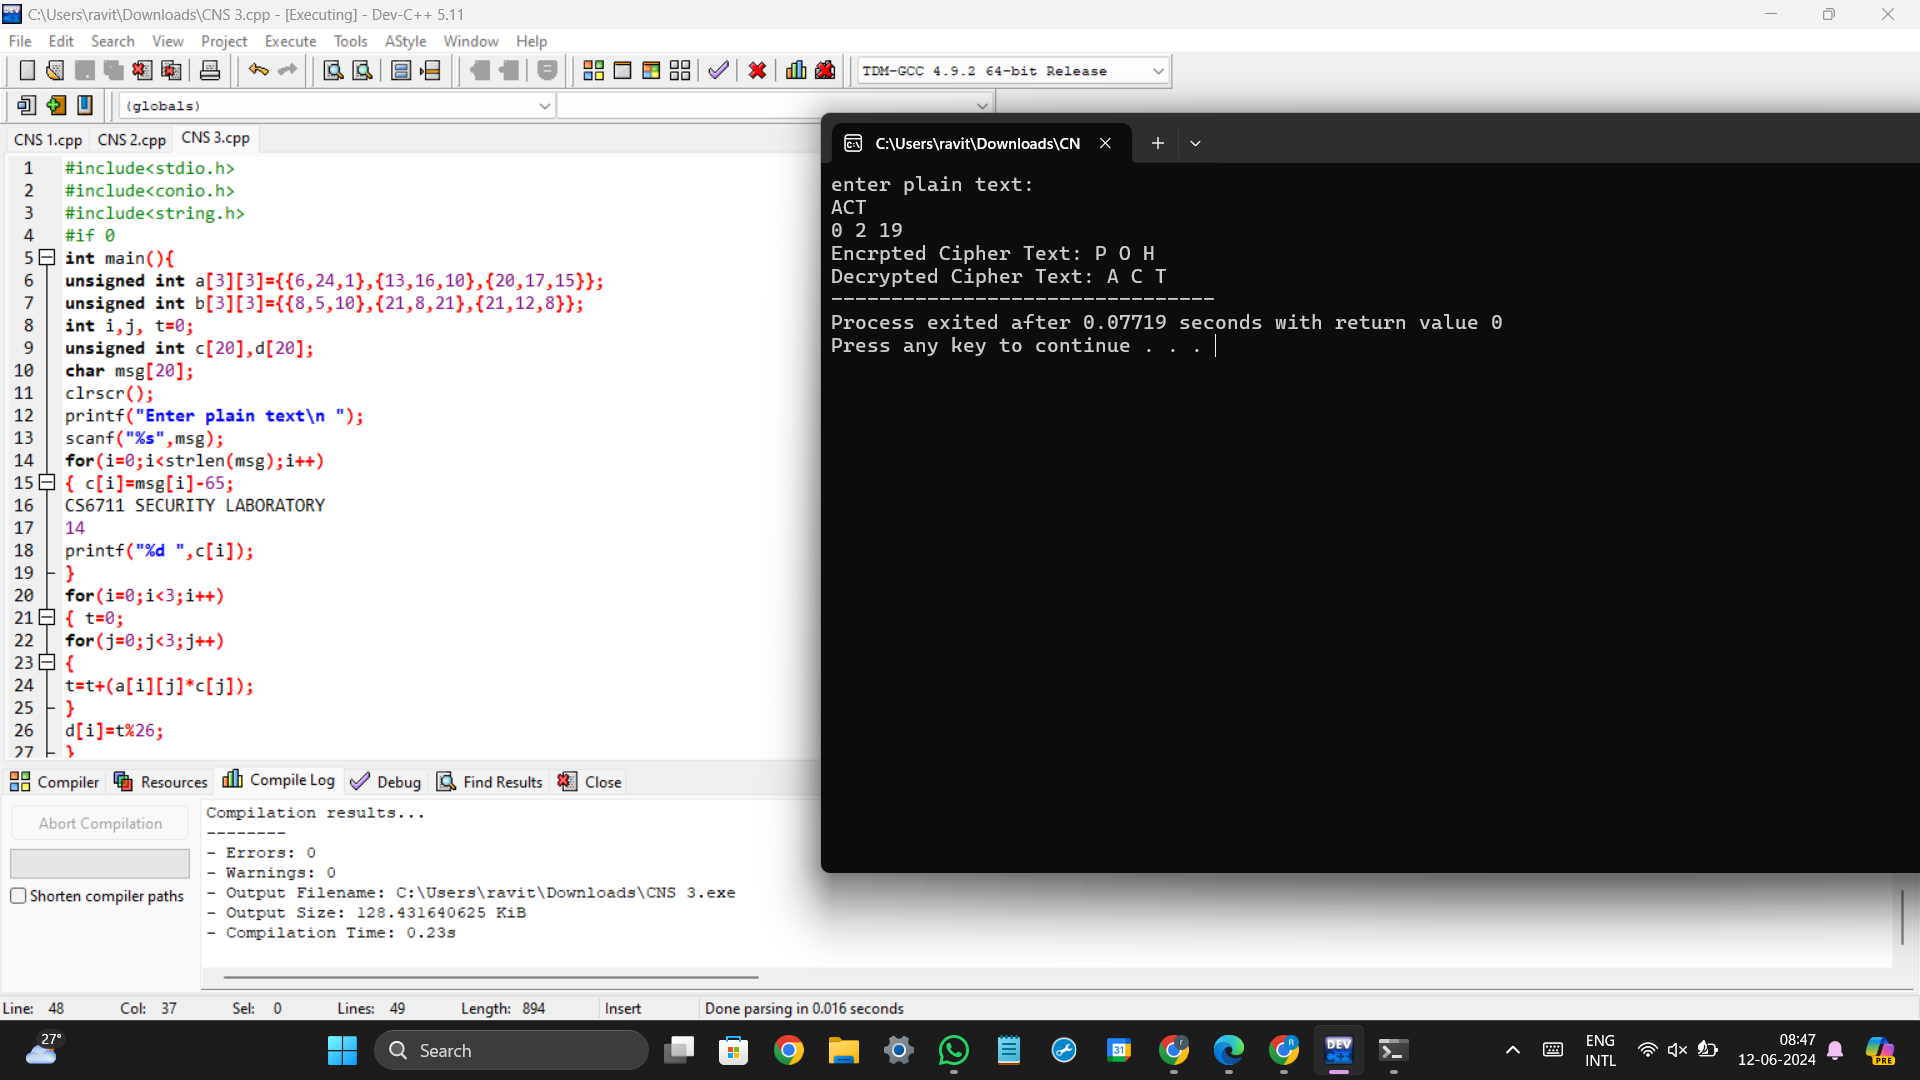 C:\Users\ravit\Downloads\CNS 3.cpp - [Executing] - Dev-C++ 5.11
File Edit Search View Project Execute Tools AStyle Window Help
TDM-GCC 4.9.2 64-bit Release
(globals)
CNS 1.cpp CNS 2.cpp CNS 3.cpp
1 #include<stdio.h>
2 #include<conio.h>
3 #include<string.h>
4 #if 0
5 int main(){
6 unsigned int a[3][3]={{6,24,1},{13,16,10},{20,17,15}};
7 unsigned int b[3][3]={{8,5,10},{21,8,21},{21,12,8}};
8 int i,j, t=0;
9 unsigned int c[20],d[20];
10 char msg[20];
11 clrscr();
12 printf("Enter plain text\n ");
13 scanf("%s",msg);
14 for(i=0;i<strlen(msg);i++)
15 { c[i]=msg[i]-65;
16 CS6711 SECURITY LABORATORY
17 14
18 printf("%d ",c[i]);
19 }
20 for(i=0;i<3;i++)
21 { t=0;
22 for(j=0;j<3;j++)
23 {
24 t=t+(a[i][j]*c[j]);
25 }
26 d[i]=t%26;
27 }
C:\Users\ravit\Downloads\CN
enter plain text:
ACT
0 2 19
Encrpted Cipher Text: P O H
Decrypted Cipher Text: A C T
--------------------------------
Process exited after 0.07719 seconds with return value 0
Press any key to continue . . .
Compiler Resources Compile Log Debug Find Results Close
Abort Compilation
Shorten compiler paths
Compilation results...
--------
- Errors: 0
- Warnings: 0
- Output Filename: C:\Users\ravit\Downloads\CNS 3.exe
- Output Size: 128.431640625 KiB
- Compilation Time: 0.23s
Line: 48 Col: 37 Sel: 0 Lines: 49 Length: 894 Insert Done parsing in 0.016 seconds
27°
Search
DEV
C++
31
ENG
INTL
08:47
12-06-2024
PRE